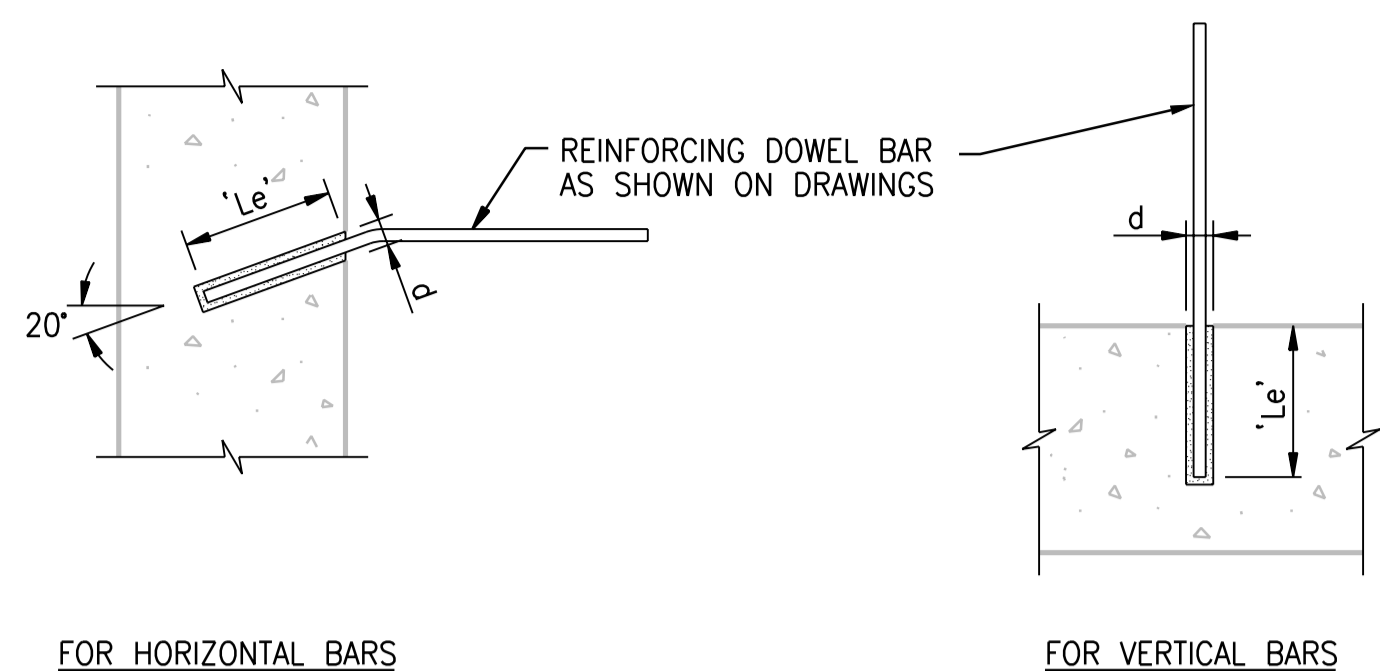 REINFORCING DOWEL BAR
AS SHOWN ON DRAWINGS
'Le'
d
20°
d
'Le'
FOR HORIZONTAL BARS
FOR VERTICAL BARS